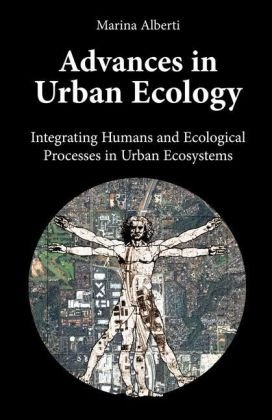 Marina Alberti
Advances in
Urban Ecology
Integrating Humans and Ecological
Processes in Urban Ecosystems